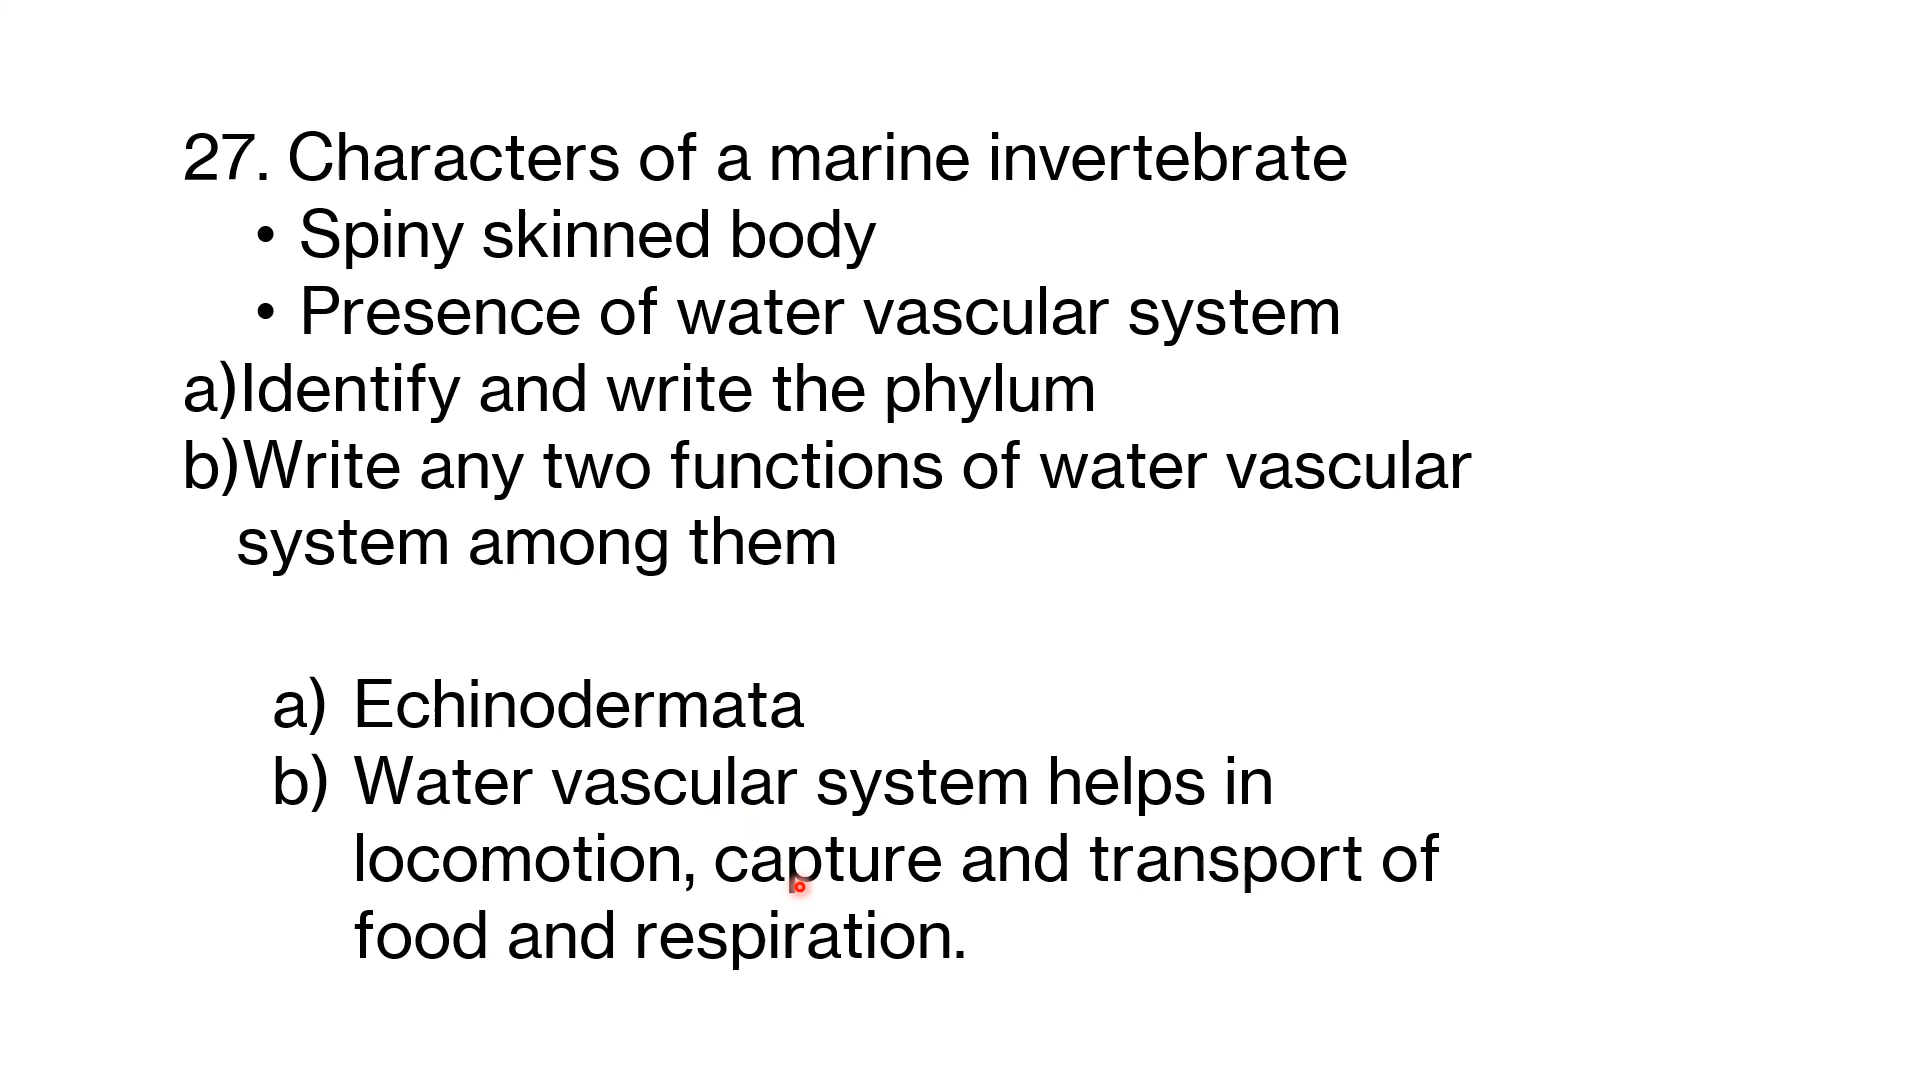 27. Characters of a marine invertebrate
• Spiny skinned body
• Presence of water vascular system
a)Identify and write the phylum
b)Write any two functions of water vascular
system among them
a) Echinodermata
b) Water vascular system helps in
locomotion, capture and transport of
food and respiration.